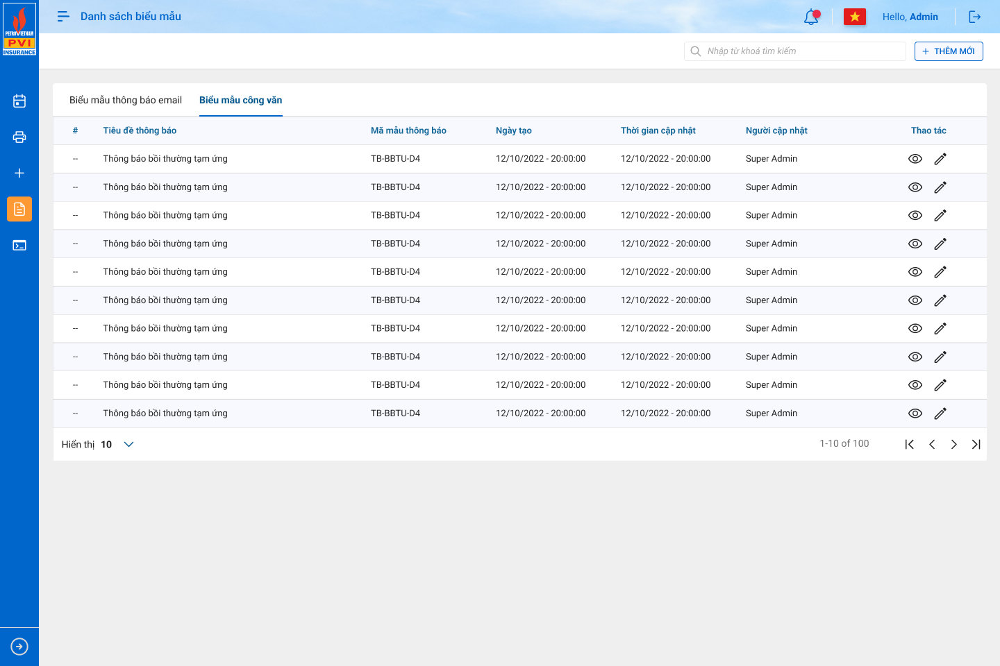 PETROVIETNAM
PVI
INSURANCE
Danh sách biểu mẫu
Hello, Admin
Nhập từ khoá tìm kiếm
THÊM MỚI
Biểu mẫu thông báo email
Biểu mẫu công văn
# Tiêu đề thông báo Mã mẫu thông báo Ngày tạo Thời gian cập nhật Người cập nhật Thao tác
-- Thông báo bồi thường tạm ứng TB-BBTU-D4 12/10/2022 - 20:00:00 12/10/2022 - 20:00:00 Super Admin
-- Thông báo bồi thường tạm ứng TB-BBTU-D4 12/10/2022 - 20:00:00 12/10/2022 - 20:00:00 Super Admin
-- Thông báo bồi thường tạm ứng TB-BBTU-D4 12/10/2022 - 20:00:00 12/10/2022 - 20:00:00 Super Admin
-- Thông báo bồi thường tạm ứng TB-BBTU-D4 12/10/2022 - 20:00:00 12/10/2022 - 20:00:00 Super Admin
-- Thông báo bồi thường tạm ứng TB-BBTU-D4 12/10/2022 - 20:00:00 12/10/2022 - 20:00:00 Super Admin
-- Thông báo bồi thường tạm ứng TB-BBTU-D4 12/10/2022 - 20:00:00 12/10/2022 - 20:00:00 Super Admin
-- Thông báo bồi thường tạm ứng TB-BBTU-D4 12/10/2022 - 20:00:00 12/10/2022 - 20:00:00 Super Admin
-- Thông báo bồi thường tạm ứng TB-BBTU-D4 12/10/2022 - 20:00:00 12/10/2022 - 20:00:00 Super Admin
-- Thông báo bồi thường tạm ứng TB-BBTU-D4 12/10/2022 - 20:00:00 12/10/2022 - 20:00:00 Super Admin
-- Thông báo bồi thường tạm ứng TB-BBTU-D4 12/10/2022 - 20:00:00 12/10/2022 - 20:00:00 Super Admin
Hiển thị 10
1-10 of 100